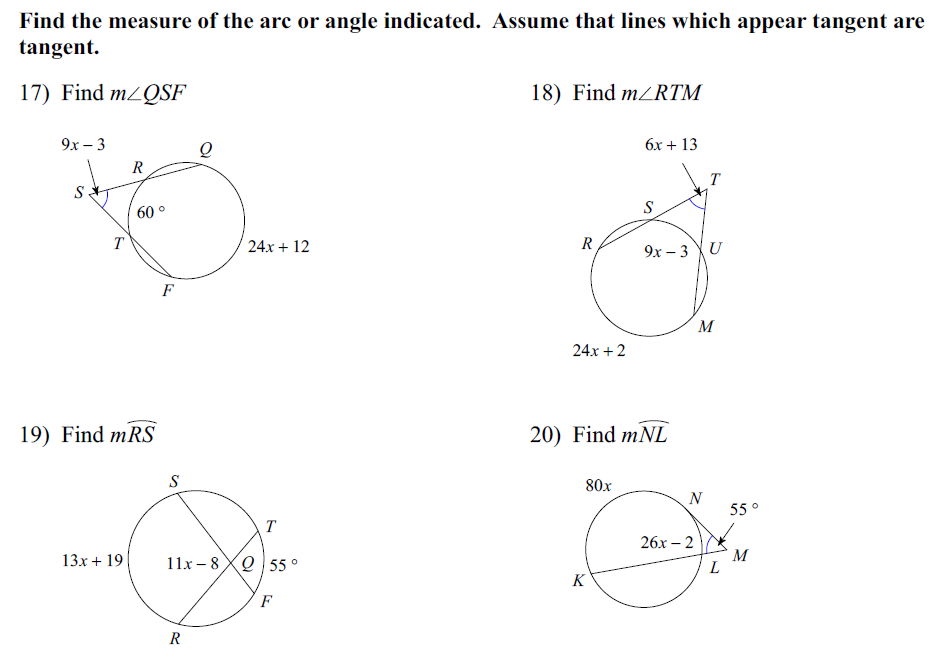 Find the measure of the arc or angle indicated. Assume that lines which appear tangent are
tangent.
17) Find m∠QSF
18) Find m∠RTM
9x – 3
Q
R
S
60 °
T
24x + 12
F
6x + 13
T
S
R
9x – 3
U
M
24x + 2
19) Find mRS
20) Find mNL
S
T
13x + 19
11x – 8
Q
55 °
F
R
80x
N
55 °
26x – 2
M
L
K